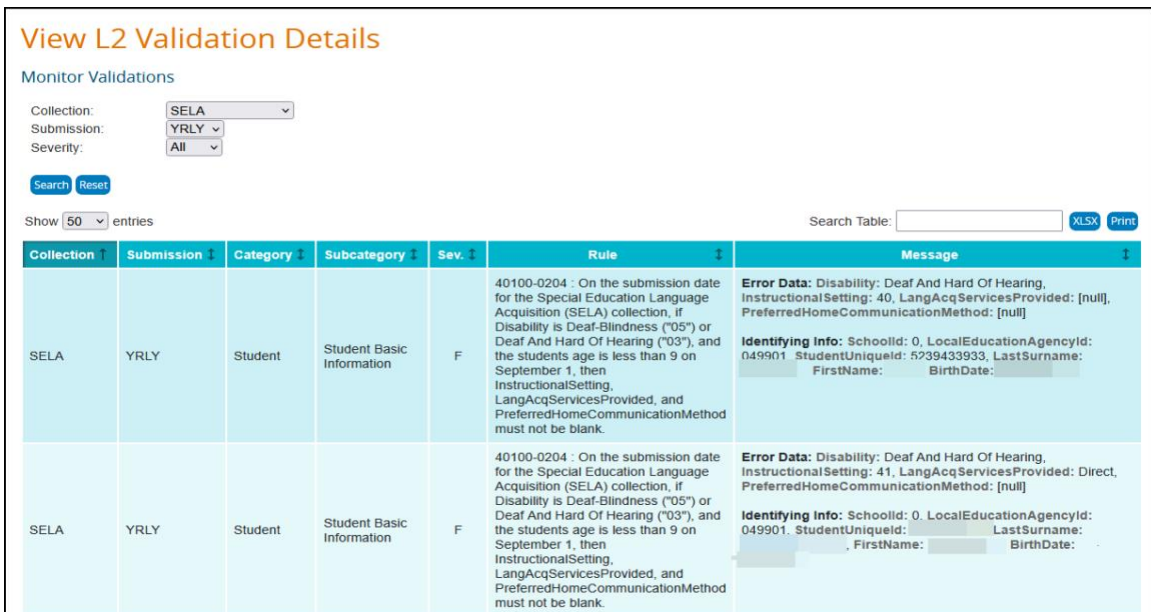 View L2 Validation Details
Monitor Validations
Collection: SELA
Submission: YRLY
Severity: All
Search Reset
Show 50 entries Search Table: XLSX Print
Collection Submission Category Subcategory Sev. Rule Message
SELA YRLY Student Student Basic Information F
40100-0204 : On the submission date
for the Special Education Language
Acquisition (SELA) collection, if
Disability is Deaf-Blindness ("05") or
Deaf And Hard Of Hearing ("03"), and
the students age is less than 9 on
September 1, then
InstructionalSetting,
LangAcqServicesProvided, and
PreferredHomeCommunicationMethod
must not be blank.
Error Data: Disability: Deaf And Hard Of Hearing,
InstructionalSetting: 40, LangAcqServicesProvided: [null],
PreferredHomeCommunicationMethod: [null]
Identifying Info: SchoolId: 0, LocalEducationAgencyId:
049901, StudentUniqueId: 5239433933, LastSurname:
FirstName: BirthDate:
SELA YRLY Student Student Basic Information F
40100-0204 : On the submission date
for the Special Education Language
Acquisition (SELA) collection, if
Disability is Deaf-Blindness ("05") or
Deaf And Hard Of Hearing ("03"), and
the students age is less than 9 on
September 1, then
InstructionalSetting,
LangAcqServicesProvided, and
PreferredHomeCommunicationMethod
must not be blank.
Error Data: Disability: Deaf And Hard Of Hearing,
InstructionalSetting: 41, LangAcqServicesProvided: Direct,
PreferredHomeCommunicationMethod: [null]
Identifying Info: SchoolId: 0, LocalEducationAgencyId:
049901, StudentUniqueId: LastSurname:
, FirstName: BirthDate: